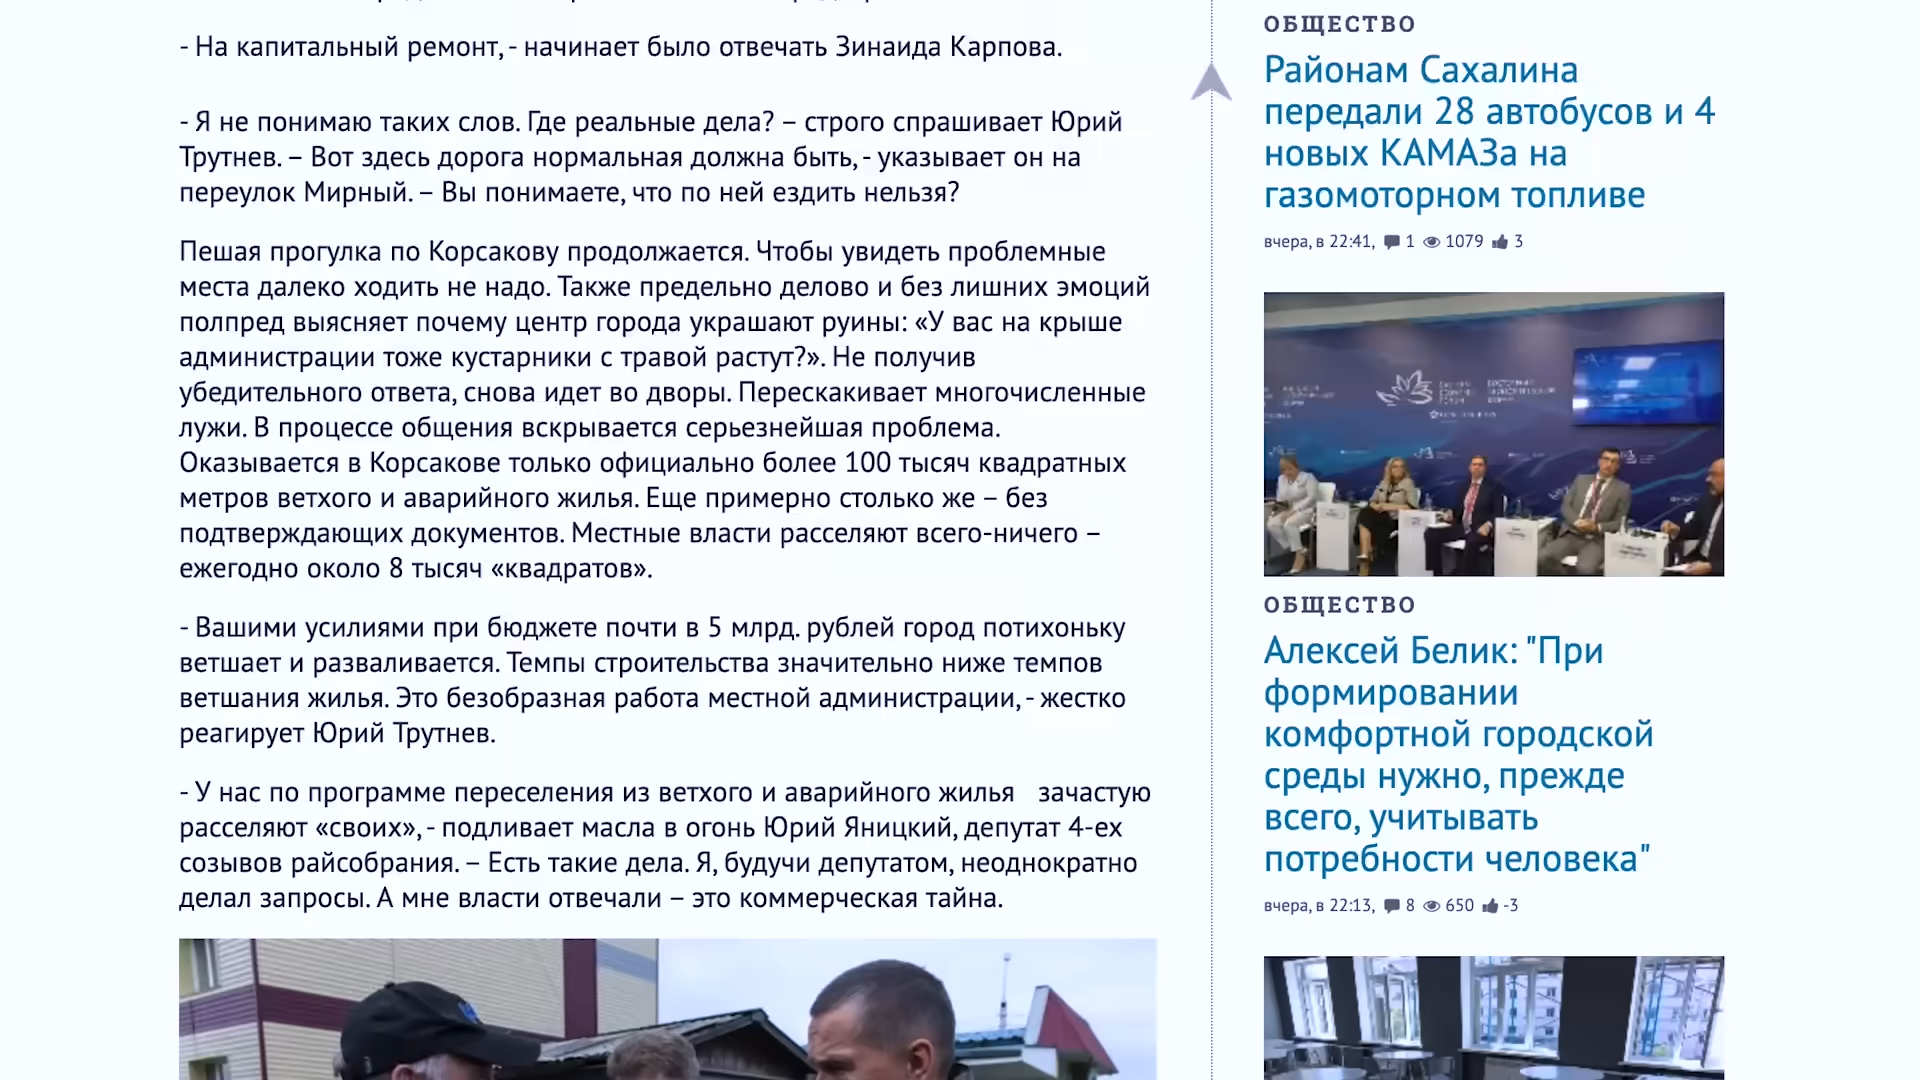 - На капитальный ремонт, - начинает было отвечать Зинаида Карпова.
- Я не понимаю таких слов. Где реальные дела? – строго спрашивает Юрий
Трутнев. – Вот здесь дорога нормальная должна быть, - указывает он на
переулок Мирный. – Вы понимаете, что по ней ездить нельзя?
Пешая прогулка по Корсакову продолжается. Чтобы увидеть проблемные
места далеко ходить не надо. Также предельно делово и без лишних эмоций
полпред выясняет почему центр города украшают руины: «У вас на крыше
администрации тоже кустарники с травой растут?». Не получив
убедительного ответа, снова идет во дворы. Перескакивает многочисленные
лужи. В процессе общения вскрывается серьезнейшая проблема.
Оказывается в Корсакове только официально более 100 тысяч квадратных
метров ветхого и аварийного жилья. Еще примерно столько же – без
подтверждающих документов. Местные власти расселяют всего-ничего –
ежегодно около 8 тысяч «квадратов».
- Вашими усилиями при бюджете почти в 5 млрд. рублей город потихоньку
ветшает и разваливается. Темпы строительства значительно ниже темпов
ветшания жилья. Это безобразная работа местной администрации, - жестко
реагирует Юрий Трутнев.
- У нас по программе переселения из ветхого и аварийного жилья зачастую
расселяют «своих», - подливает масла в огонь Юрий Яницкий, депутат 4-ех
созывов райсобрания. – Есть такие дела. Я, будучи депутатом, неоднократно
делал запросы. А мне власти отвечали – это коммерческая тайна.
ОБЩЕСТВО
Районам Сахалина
передали 28 автобусов и 4
новых КАМАЗа на
газомоторном топливе
вчера, в 22:41, 1 1079 3
ОБЩЕСТВО
Алексей Белик: "При
формировании
комфортной городской
среды нужно, прежде
всего, учитывать
потребности человека"
вчера, в 22:13, 8 650 -3